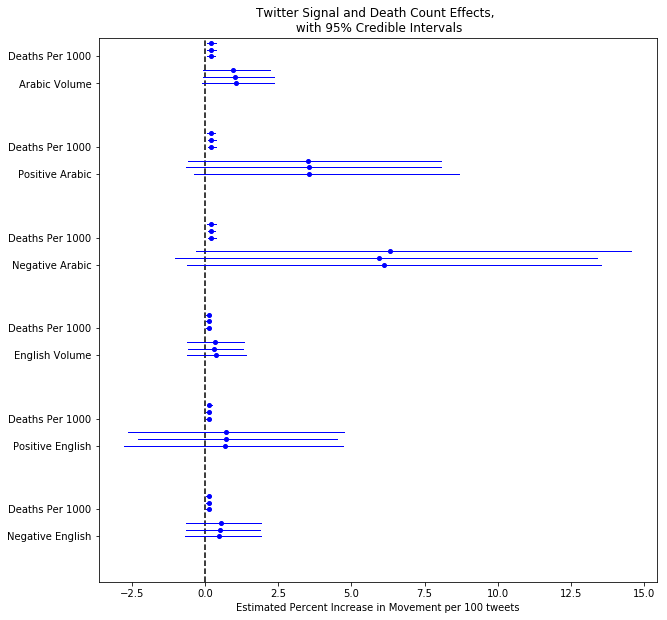 Twitter Signal and Death Count Effects,
with 95% Credible Intervals
Deaths Per 1000
Arabic Volume
Deaths Per 1000
Positive Arabic
Deaths Per 1000
Negative Arabic
Deaths Per 1000
English Volume
Deaths Per 1000
Positive English
Deaths Per 1000
Negative English
−2.5 0.0 2.5 5.0 7.5 10.0 12.5 15.0
Estimated Percent Increase in Movement per 100 tweets